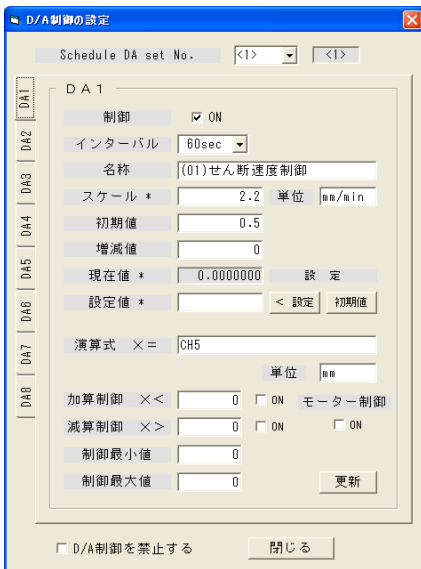 D/A制御の設定
Schedule DA set No. <1> <1>
DA1
DA2
DA3
DA4
DA5
DA6
DA7
DA8
DA1
制御 ON
インターバル 60sec
名称 (01)せん断速度制御
スケール * 2.2 単位 mm/min
初期値 0.5
増減値 0
現在値 * 0.0000000 設 定
設定値 * < 設定 初期値
演算式 X= CH5
単位 mm
加算制御 X< 0 ON モーター制御
減算制御 X> 0 ON ON
制御最小値 0
制御最大値 0 更新
D/A制御を禁止する 閉じる